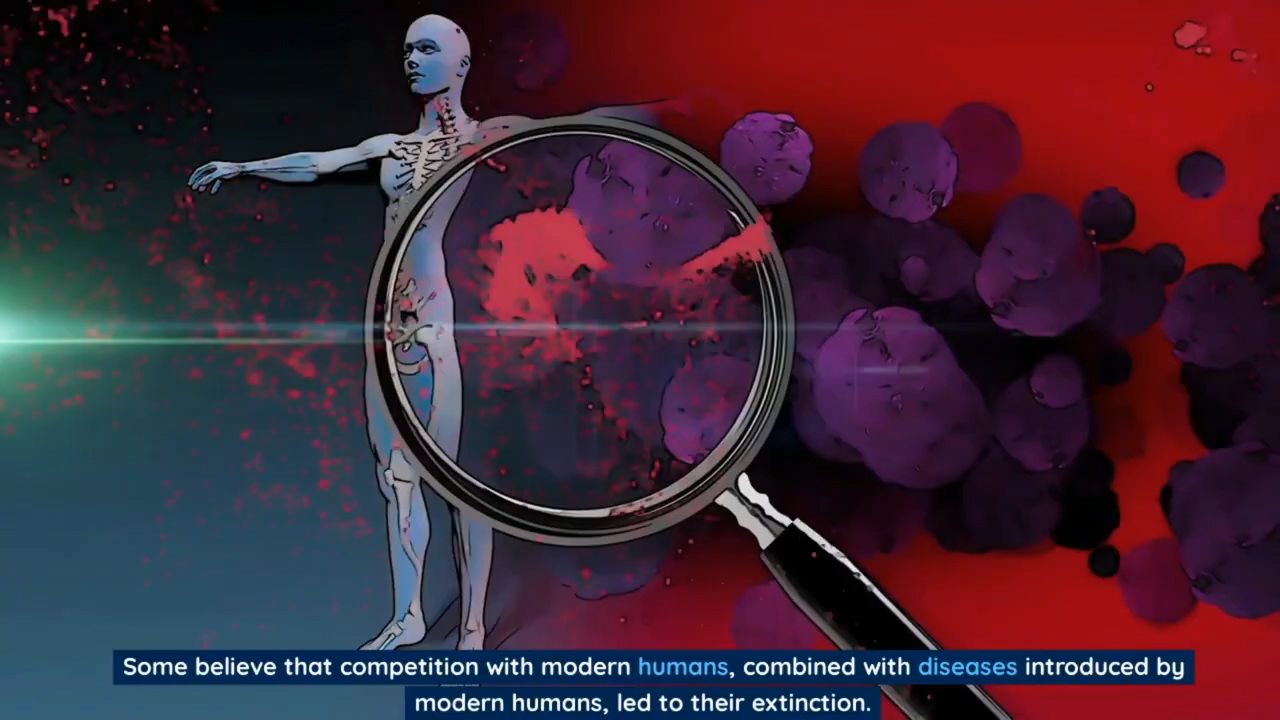 Some believe that competition with modern humans, combined with diseases introduced by
modern humans, led to their extinction.